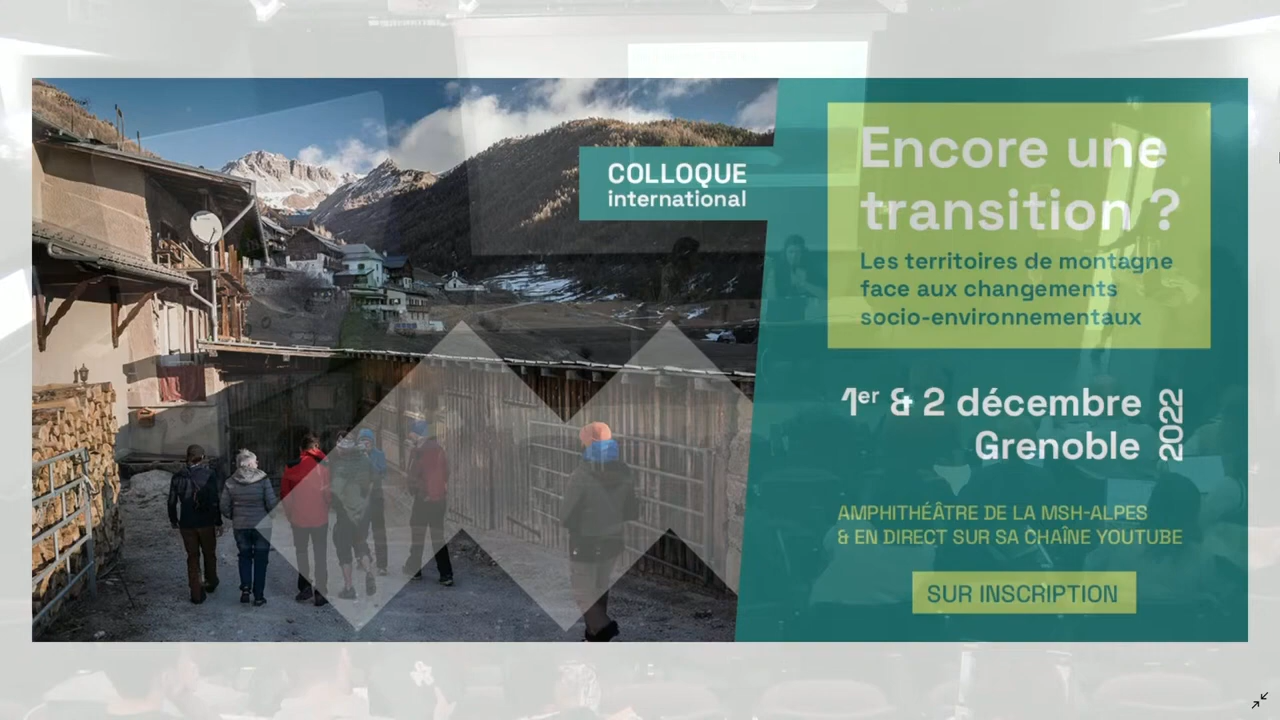 COLLOQUE
international
Encore une
transition ?
Les territoires de montagne
face aux changements
socio-environnementaux
1er & 2 décembre
Grenoble
2022
AMPHITHÉÂTRE DE LA MSH-ALPES
& EN DIRECT SUR SA CHAÎNE YOUTUBE
SUR INSCRIPTION